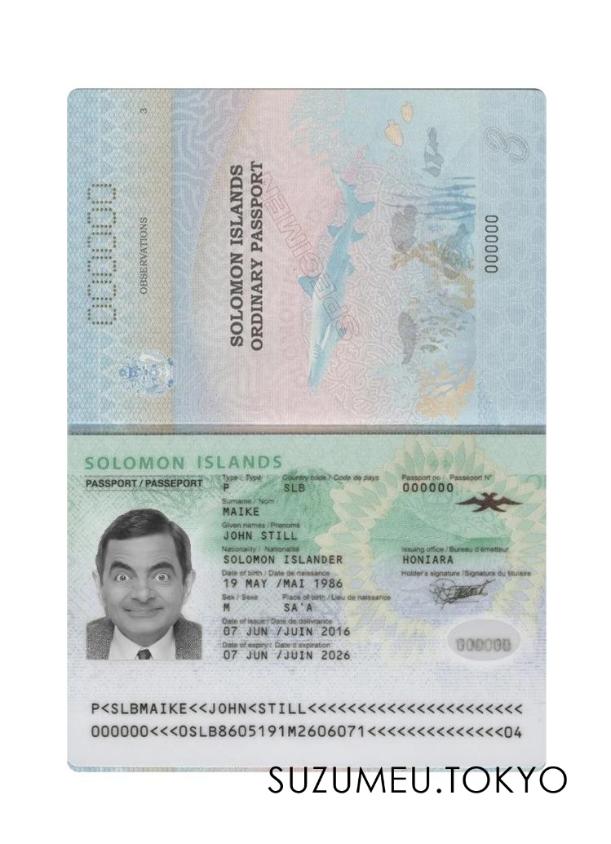 000000
OBSERVATIONS
3
SOLOMON ISLANDS
ORDINARY PASSPORT
SPECIMEN
3
000000
SOLOMON ISLANDS
PASSPORT / PASSEPORT
Type / Type Country code / Code de pays Passport no / Passeport N°
P SLB 000000
Surname / Nom
MAIKE
Given names / Prenoms
JOHN STILL
Nationality / Nationalité Issuing office / Bureau d'émetteur
SOLOMON ISLANDER HONIARA
Date of birth / Date de naissance Holder's signature / Signature du titulaire
19 MAY /MAI 1986
Sex / Sexe Place of birth / Lieu de naissance
M SA'A
Date of issue / Date de délivrance
07 JUN /JUIN 2016
Date of expiry / Date d'expiration
07 JUN /JUIN 2026
000000
P<SLBMAIKE<<JOHN<STILL<<<<<<<<<<<<<<<<<<<<<<
000000<<<0SLB8605191M2606071<<<<<<<<<<<<<<04
SUZUMEU.TOKYO